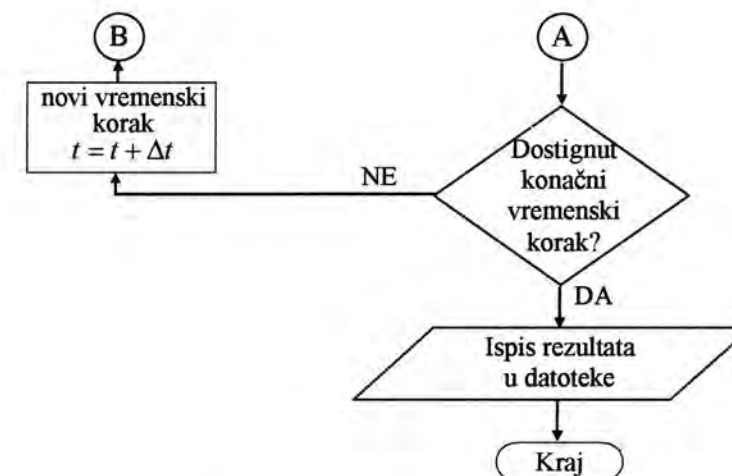 B
A
novi vremenski
korak
t = t + Δt
NE
Dostignut
konačni
vremenski
korak?
DA
Ispis rezultata
u datoteke
Kraj